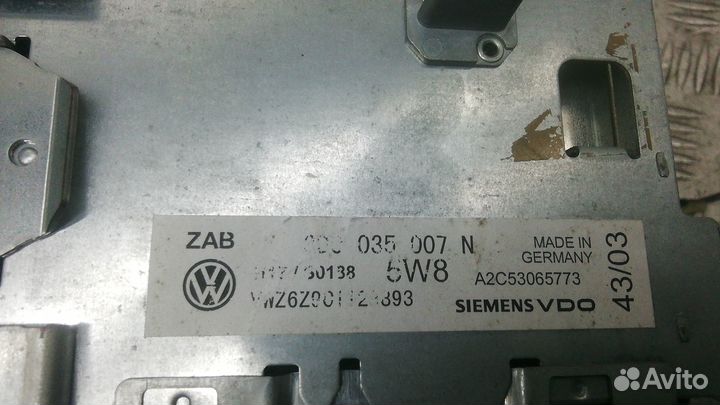 ZAB 035 007 N MADE IN
GERMANY
5W8 A2C53065773
SIEMENS VDO
43/03
Avito